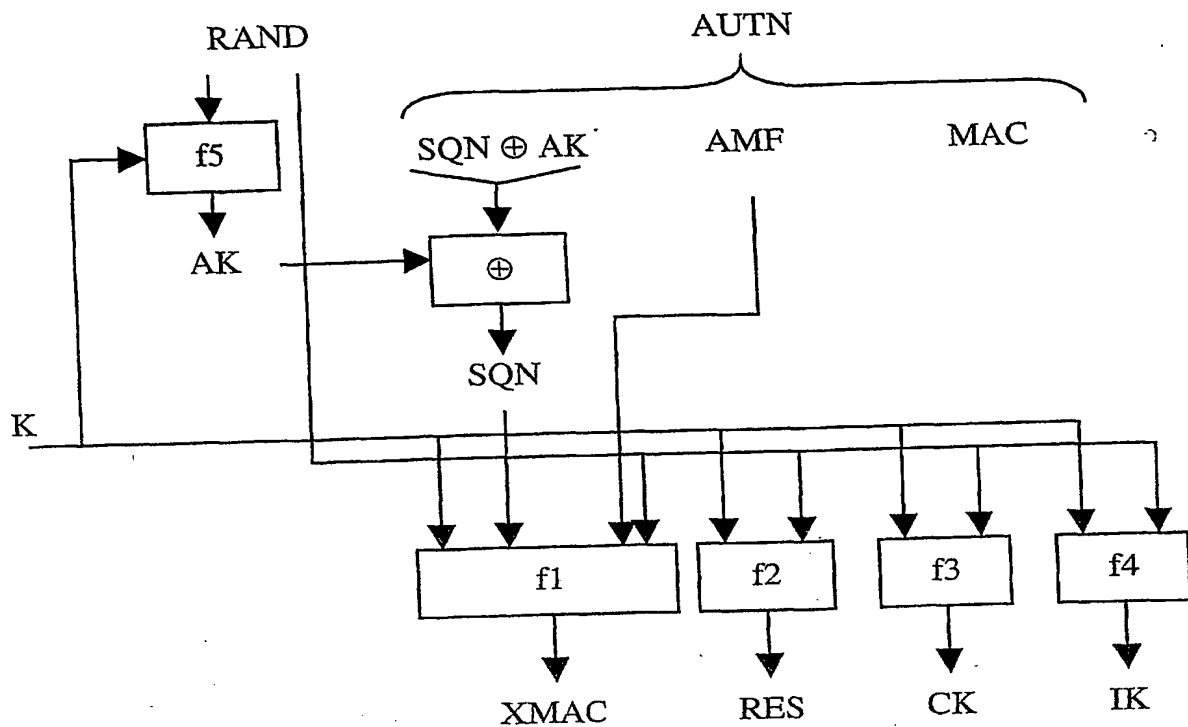 RAND AUTN
f5 SQN ⊕ AK AMF MAC
AK ⊕
SQN
K
f1 f2 f3 f4
XMAC RES CK IK